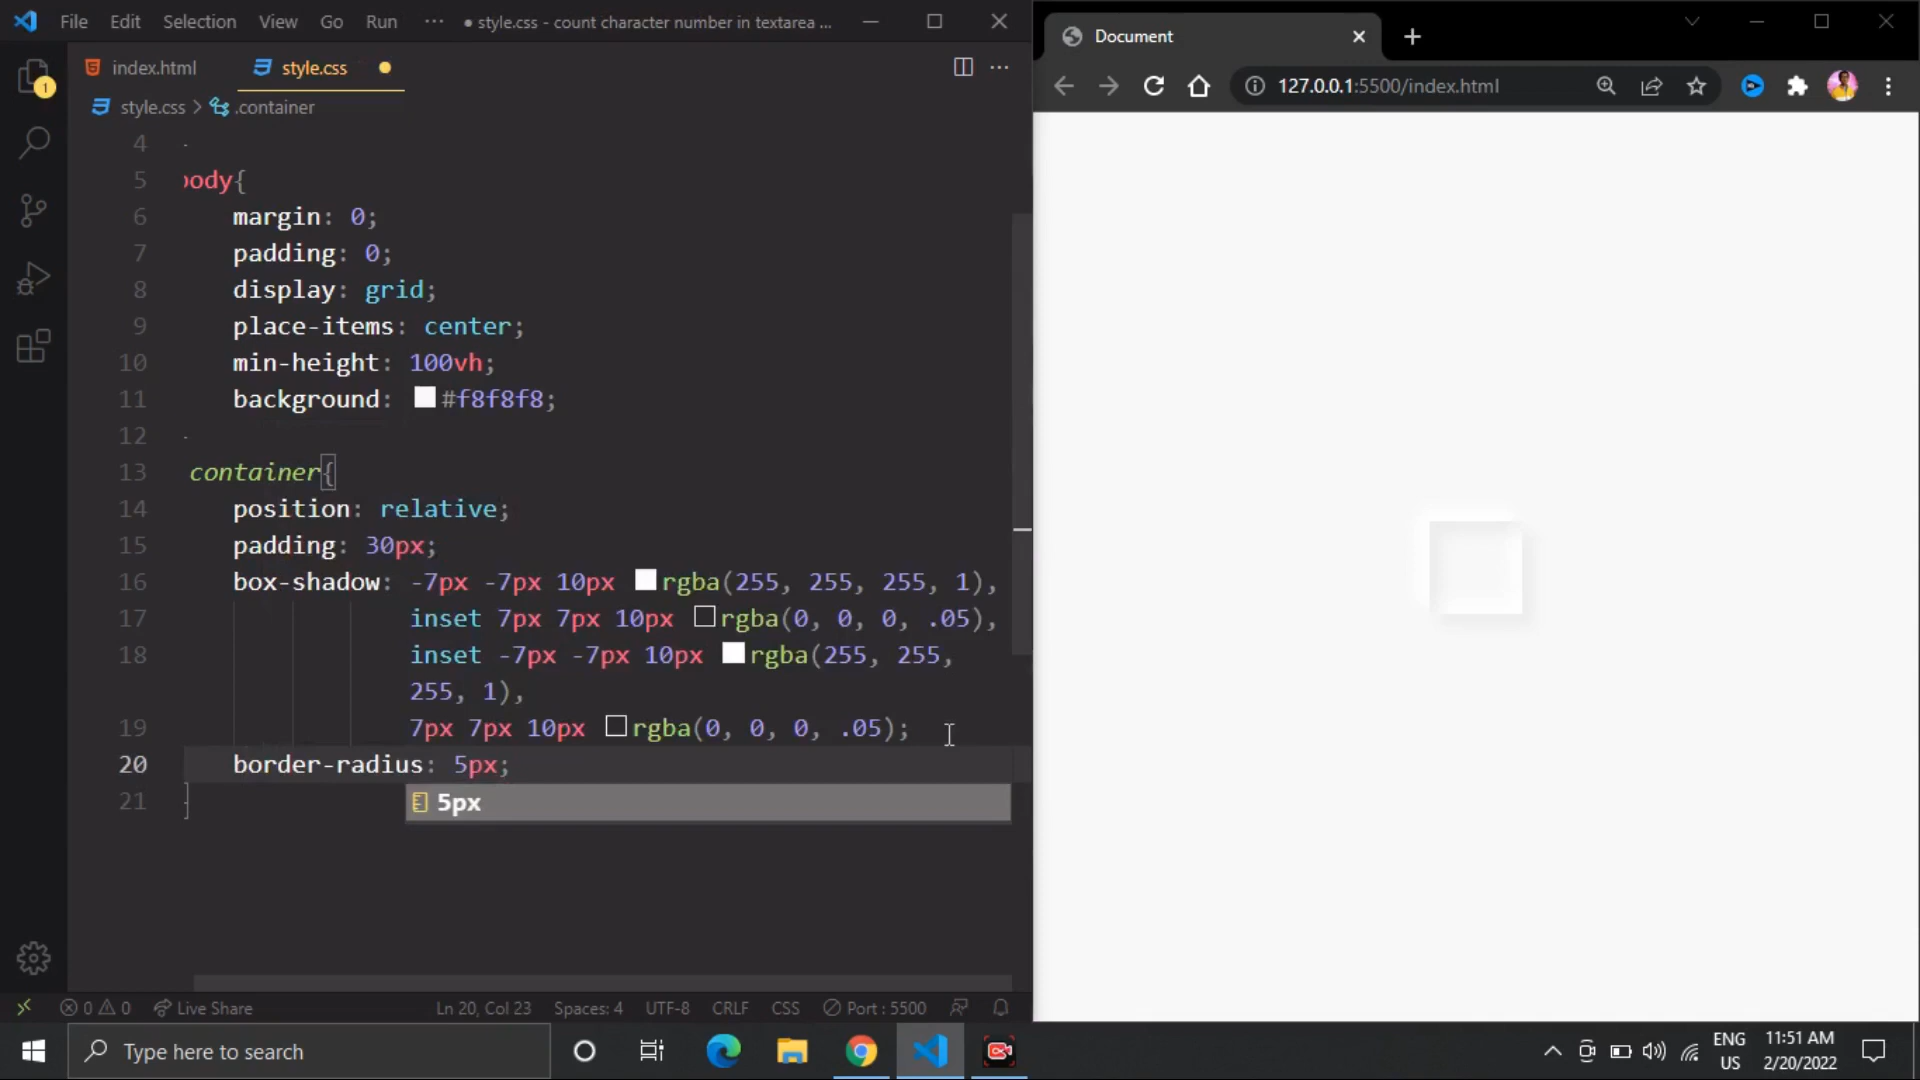 File Edit Selection View Go Run ··· ● style.css - count character number in textarea ...
Document
index.html style.css
127.0.0.1:5500/index.html
1
style.css > .container
4
5 body{
6 margin: 0;
7 padding: 0;
8 display: grid;
9 place-items: center;
10 min-height: 100vh;
11 background: #f8f8f8;
12
13 container{
14 position: relative;
15 padding: 30px;
16 box-shadow: -7px -7px 10px rgba(255, 255, 255, 1),
17 inset 7px 7px 10px rgba(0, 0, 0, .05),
18 inset -7px -7px 10px rgba(255, 255,
255, 1),
19 7px 7px 10px rgba(0, 0, 0, .05);
20 border-radius: 5px;
21 }
5px
0 0 Live Share Ln 20, Col 23 Spaces: 4 UTF-8 CRLF CSS Port : 5500
Type here to search
ENG
US
11:51 AM
2/20/2022